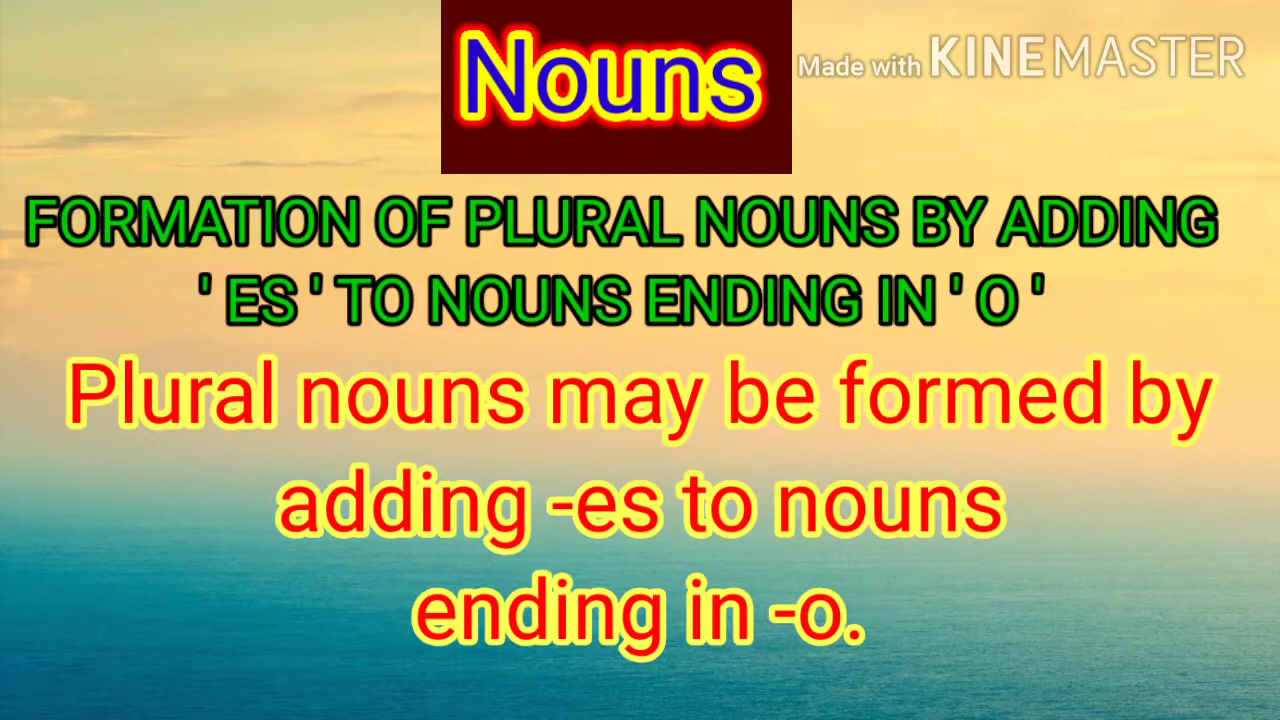 Nouns
Made with KINEMASTER
FORMATION OF PLURAL NOUNS BY ADDING
' ES ' TO NOUNS ENDING IN ' O '
Plural nouns may be formed by
adding -es to nouns
ending in -o.